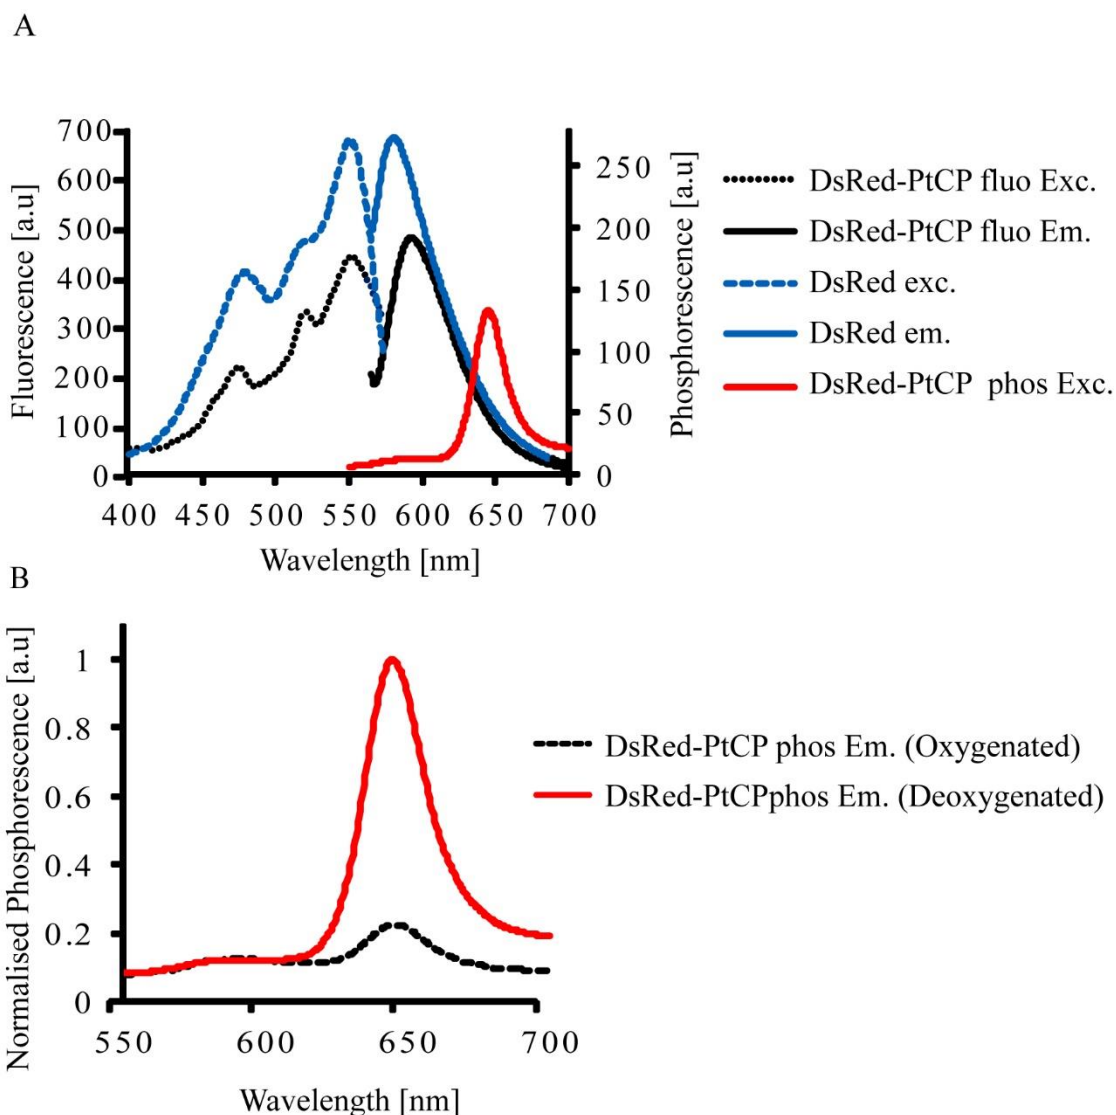 A
700
600
500
400
300
200
100
0
Fluorescence [a.u]
250
200
150
100
50
0
Phosphorescence [a.u]
400 450 500 550 600 650 700
Wavelength [nm]
DsRed-PtCP fluo Exc.
DsRed-PtCP fluo Em.
DsRed exc.
DsRed em.
DsRed-PtCP phos Exc.
B
Normalised Phosphorescence [a.u]
1
0.8
0.6
0.4
0.2
0
550 600 650 700
Wavelength [nm]
DsRed-PtCP phos Em. (Oxygenated)
DsRed-PtCPphos Em. (Deoxygenated)